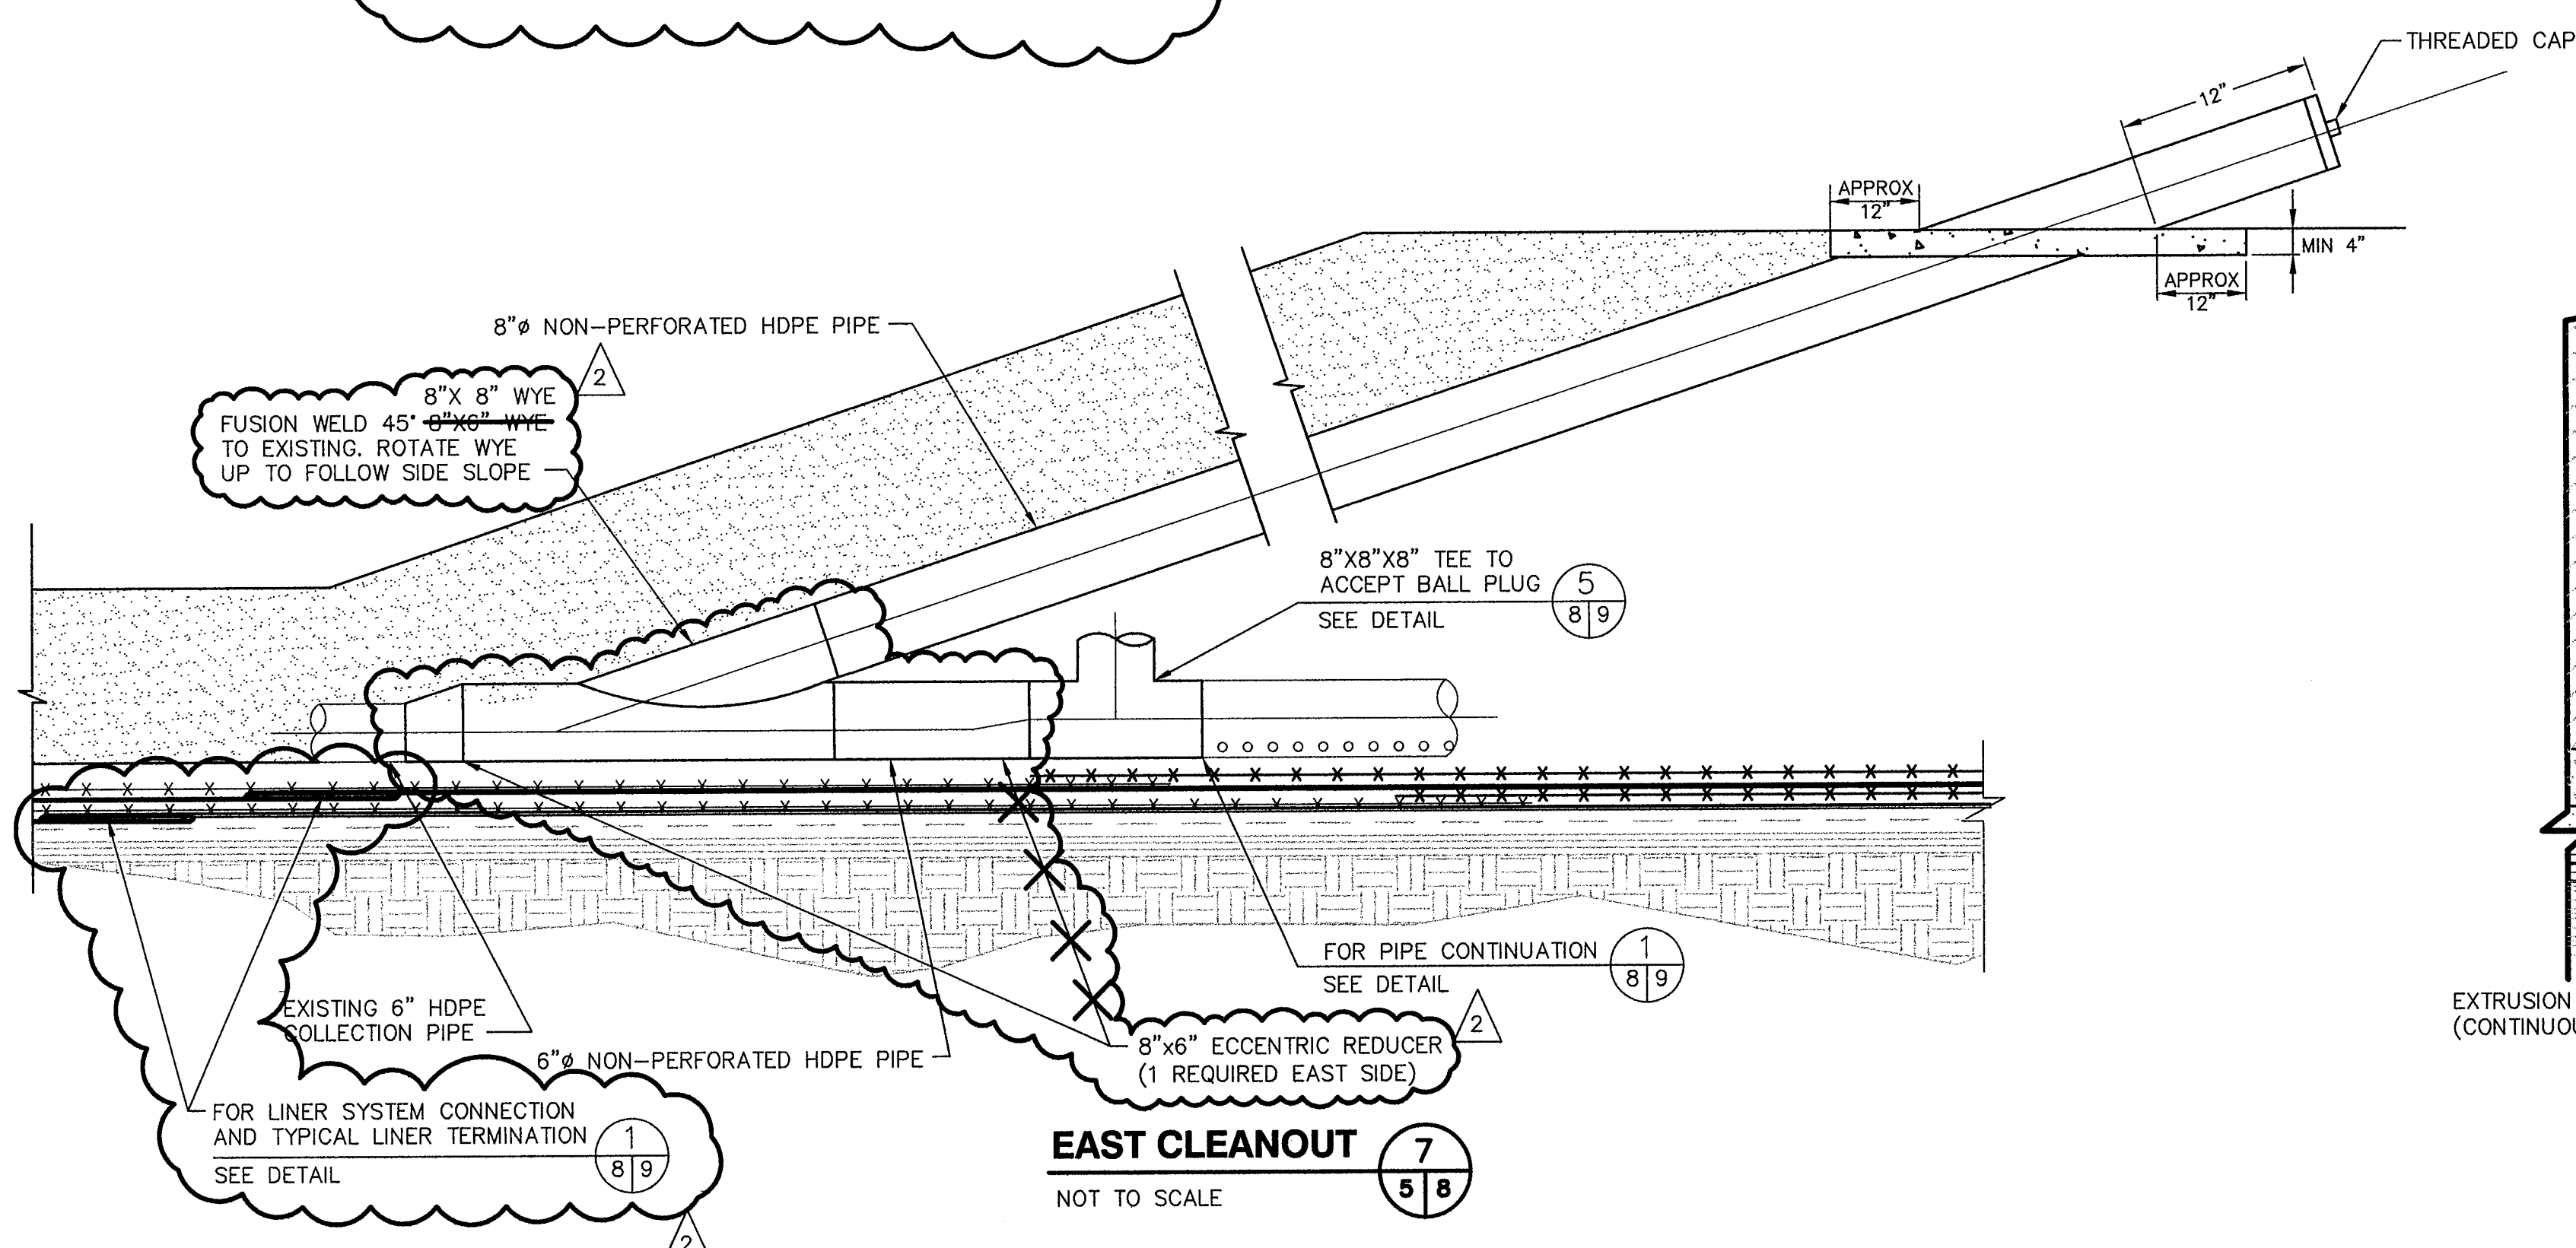 THREADED CAP
12"
APPROX
12"
MIN 4"
APPROX
12"
8"ø NON-PERFORATED HDPE PIPE
2
8"X 8" WYE
FUSION WELD 45° 8"X6" WYE
TO EXISTING. ROTATE WYE
UP TO FOLLOW SIDE SLOPE
8"X8"X8" TEE TO
ACCEPT BALL PLUG
SEE DETAIL
5
8 9
FOR PIPE CONTINUATION
SEE DETAIL
1
8 9
EXISTING 6" HDPE
COLLECTION PIPE
6"ø NON-PERFORATED HDPE PIPE
2
8"x6" ECCENTRIC REDUCER
(1 REQUIRED EAST SIDE)
FOR LINER SYSTEM CONNECTION
AND TYPICAL LINER TERMINATION
SEE DETAIL
1
8 9
2
EAST CLEANOUT
NOT TO SCALE
7
5 8
EXTRUSION